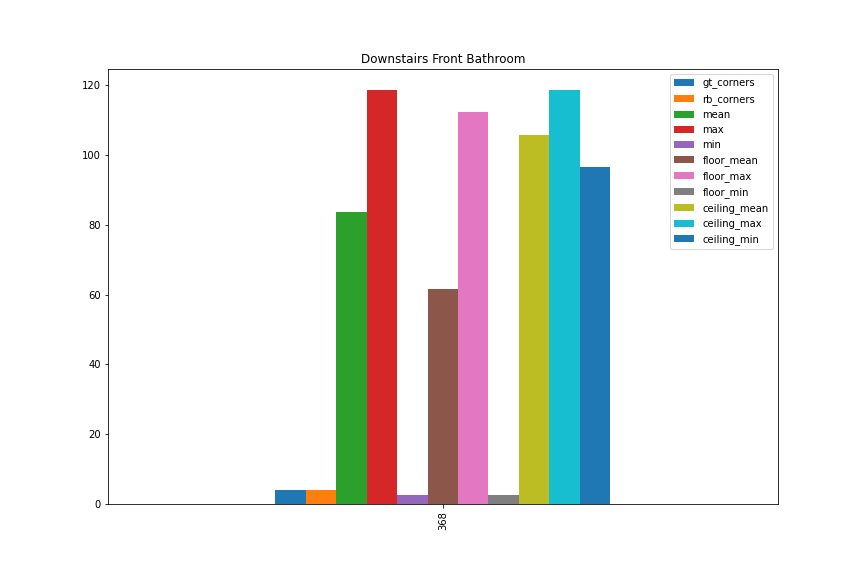 Downstairs Front Bathroom
120
100
80
60
40
20
0
368
gt_corners
rb_corners
mean
max
min
floor_mean
floor_max
floor_min
ceiling_mean
ceiling_max
ceiling_min